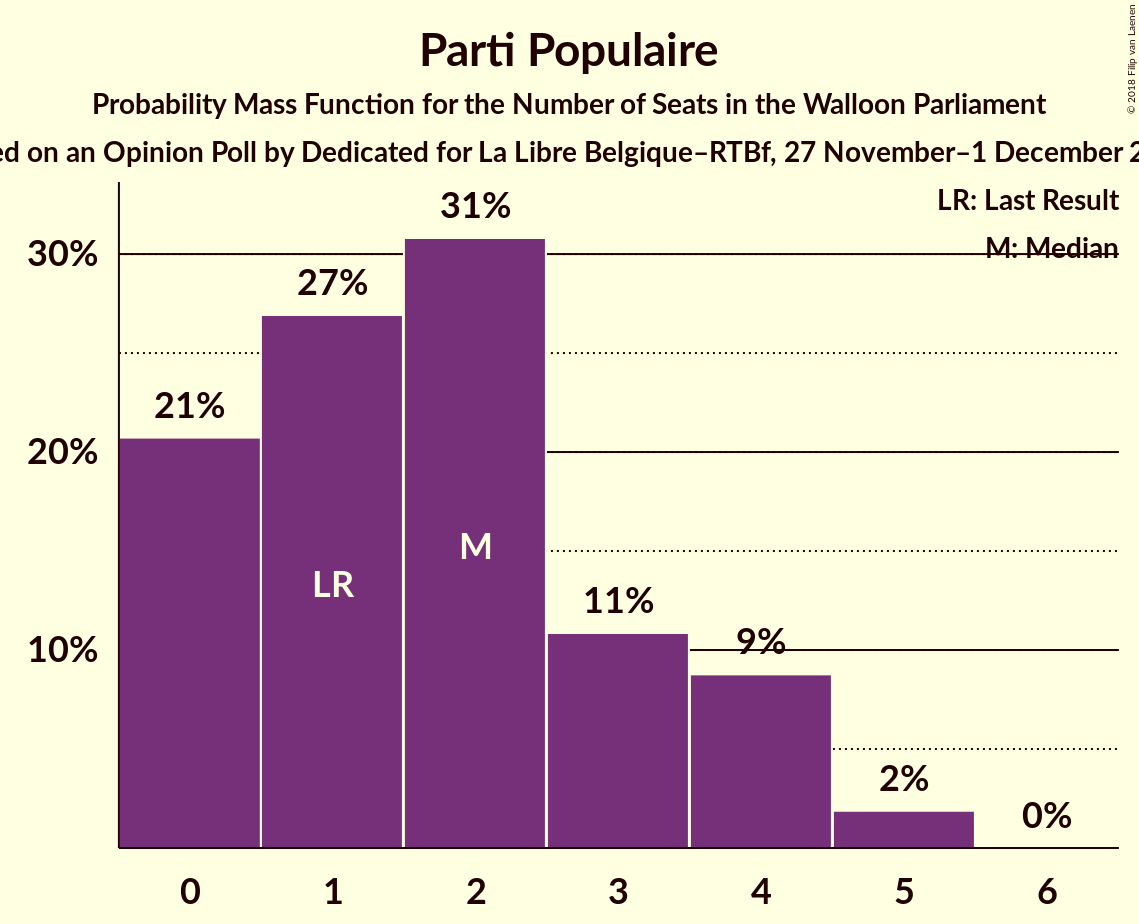 Parti Populaire
Probability Mass Function for the Number of Seats in the Walloon Parliament
on an Opinion Poll by Dedicated for La Libre Belgique–RTBf, 27 November–1 December
© 2018 Filip van Laenen
LR: Last Result
M: Median
31%
27%
21%
11%
9%
2%
0%
LR
M
30%
20%
10%
0 1 2 3 4 5 6